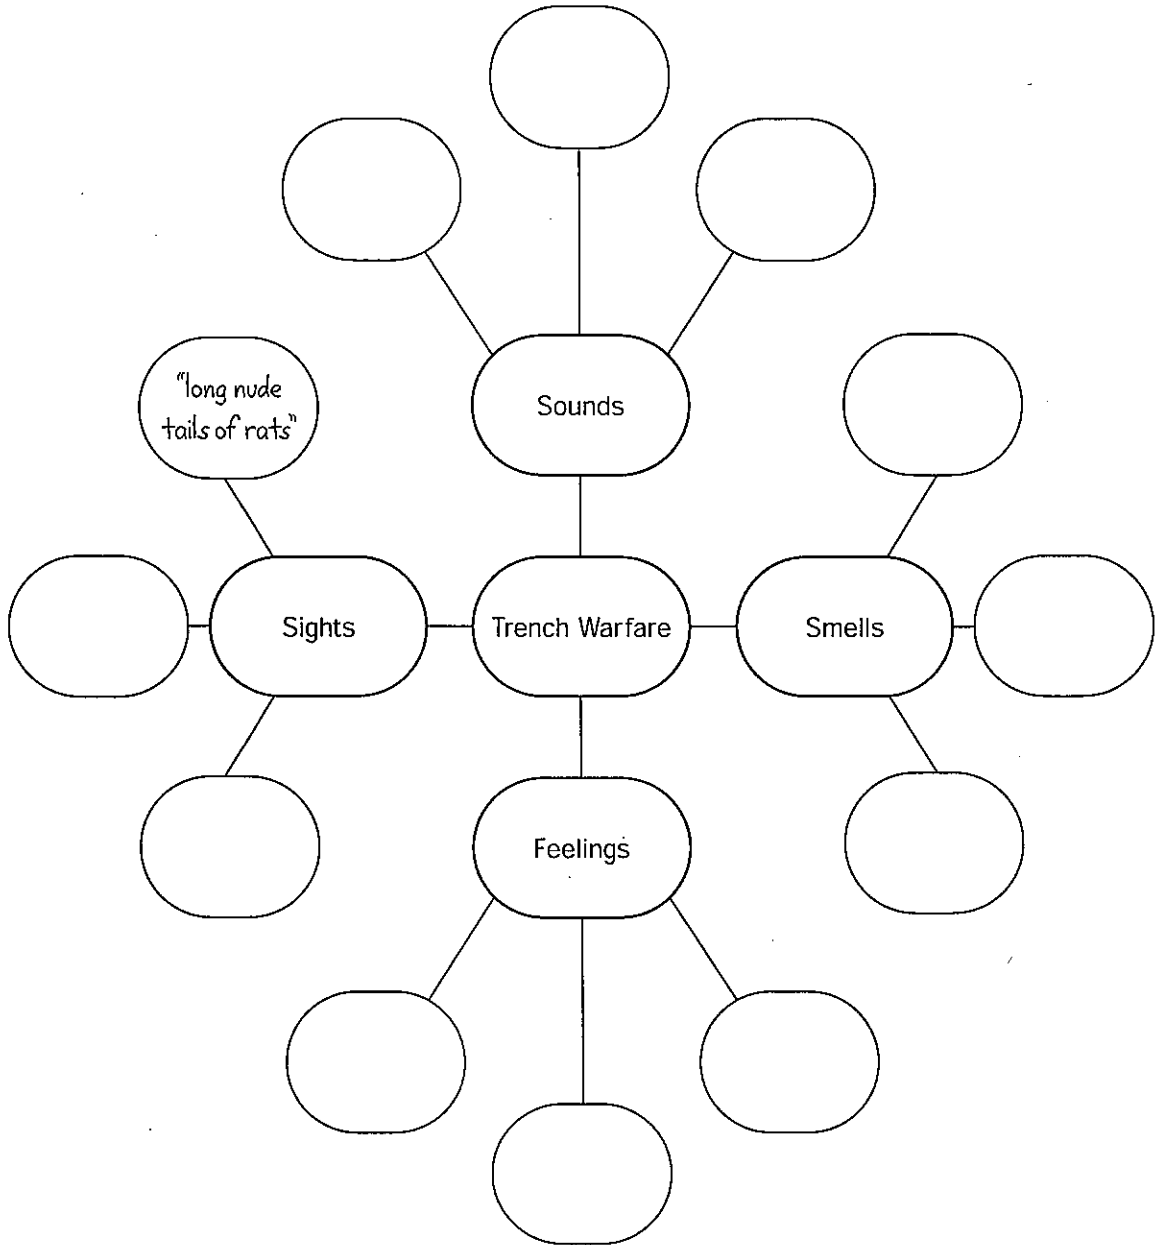 Sounds
"long nude
tails of rats"
Sights
Trench Warfare
Smells
Feelings